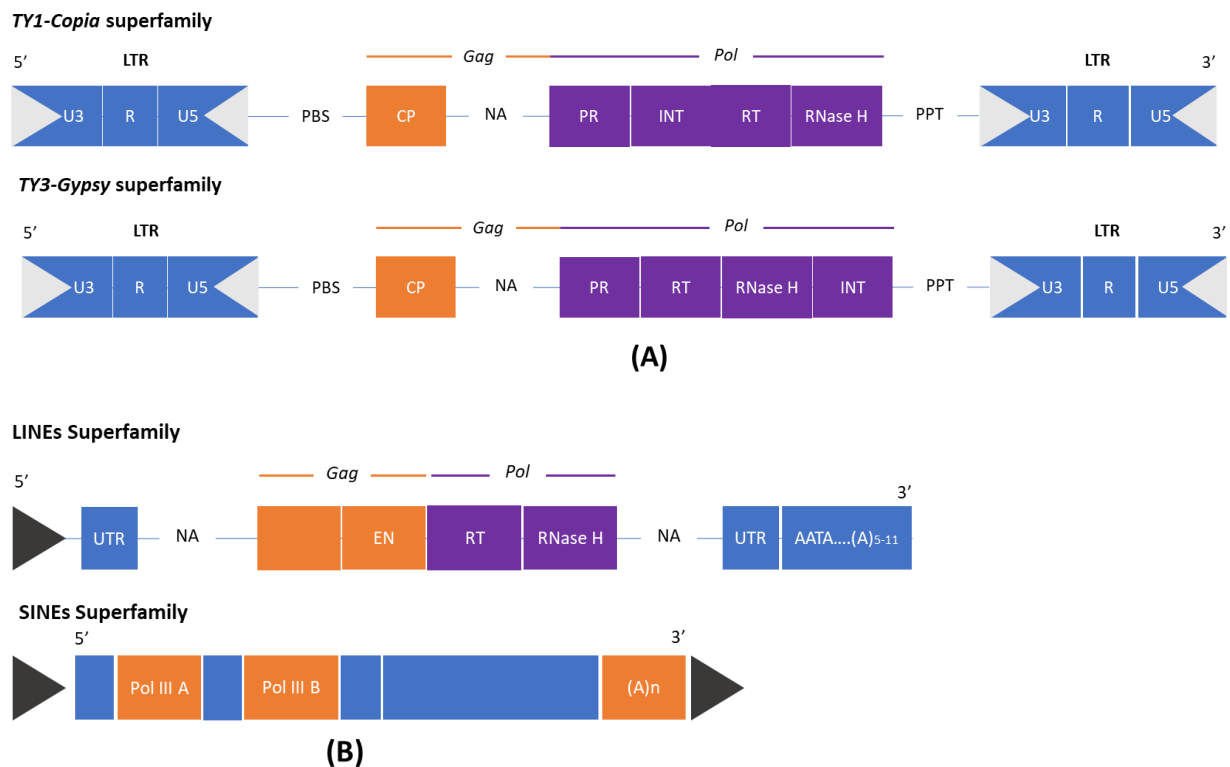 TY1-Copia superfamily
5’ LTR Gag Pol LTR 3’
U3 R U5 PBS CP NA PR INT RT RNase H PPT U3 R U5
TY3-Gypsy superfamily
5’ LTR Gag Pol LTR 3’
U3 R U5 PBS CP NA PR RT RNase H INT PPT U3 R U5
(A)
LINEs Superfamily
5’ Gag Pol 3’
UTR NA EN RT RNase H NA UTR AATA....(A)5-11
SINEs Superfamily
5’ 3’
Pol III A Pol III B (A)n
(B)